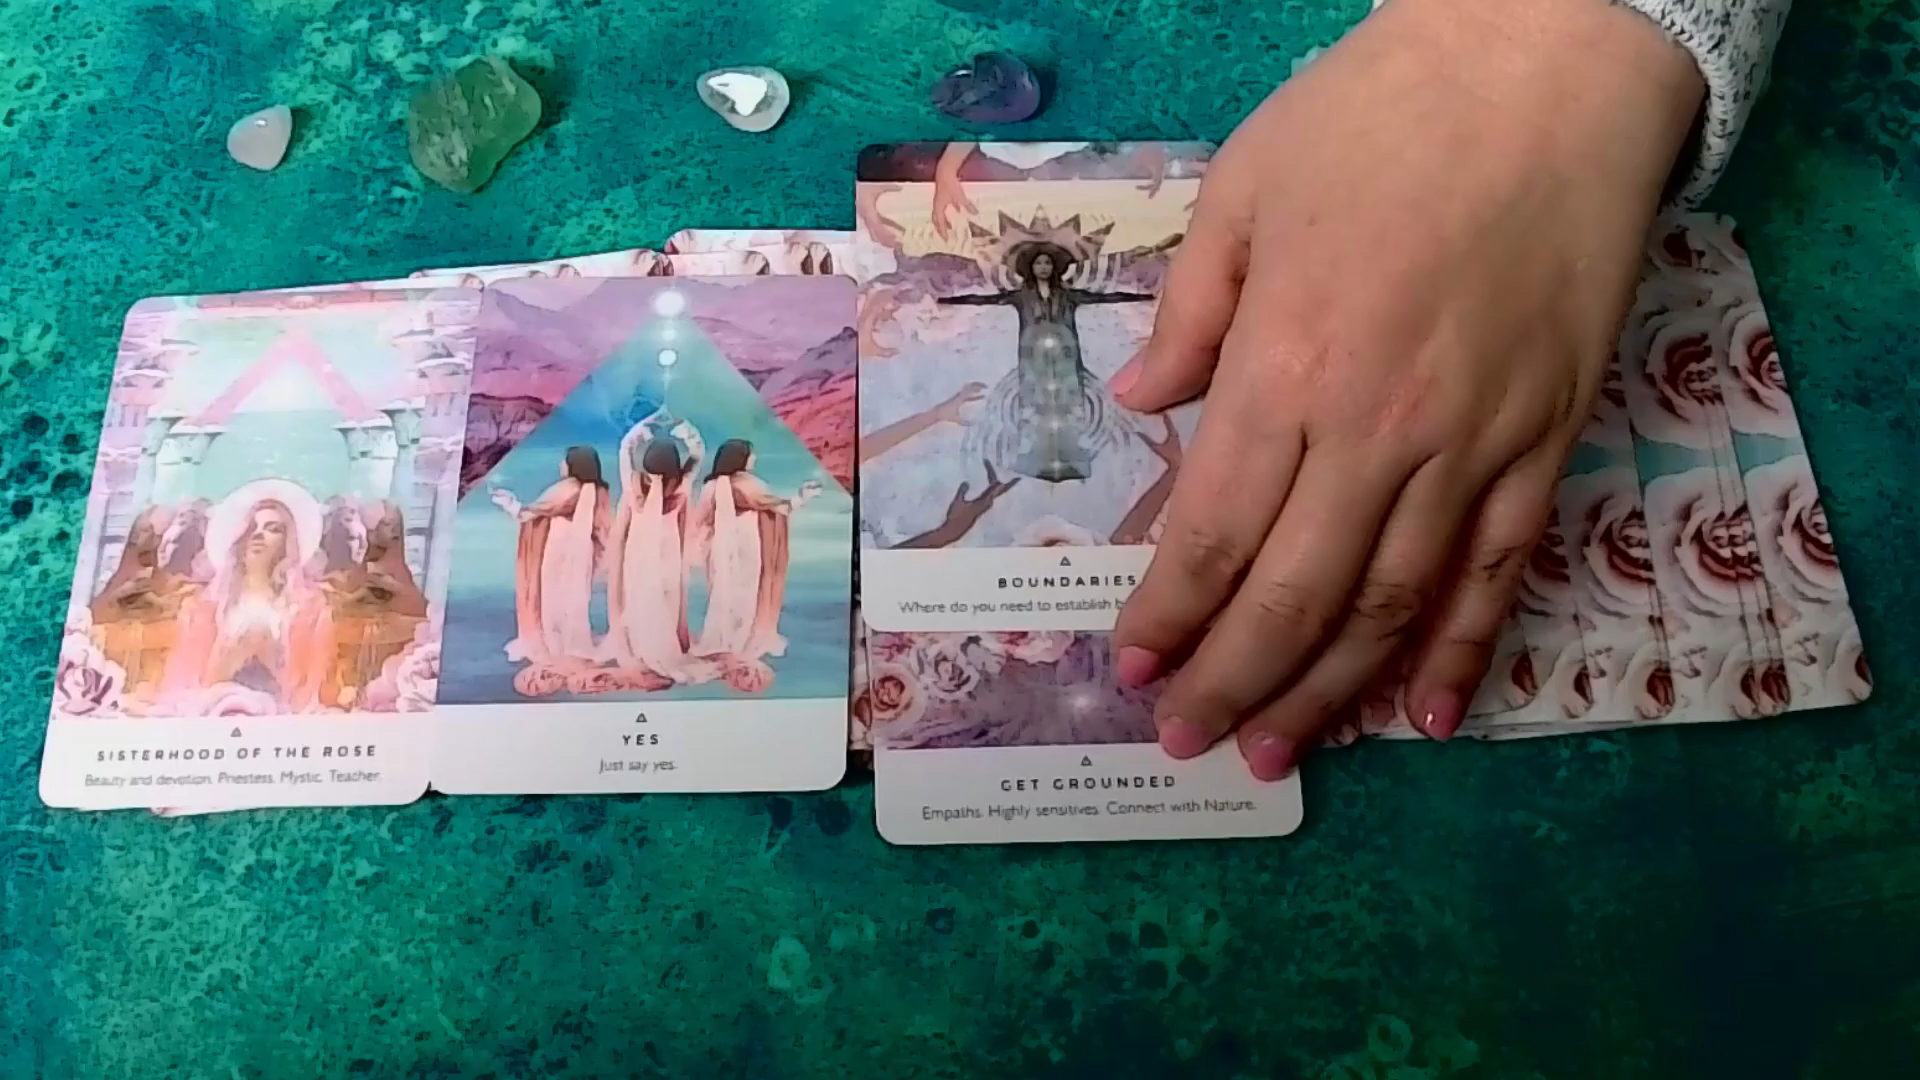 SISTERHOOD OF THE ROSE
Beauty and devotion. Priestess. Mystic. Teacher.
YES
Just say yes.
BOUNDARIES
Where do you need to establish
GET GROUNDED
Empaths. Highly sensitives. Connect with Nature.